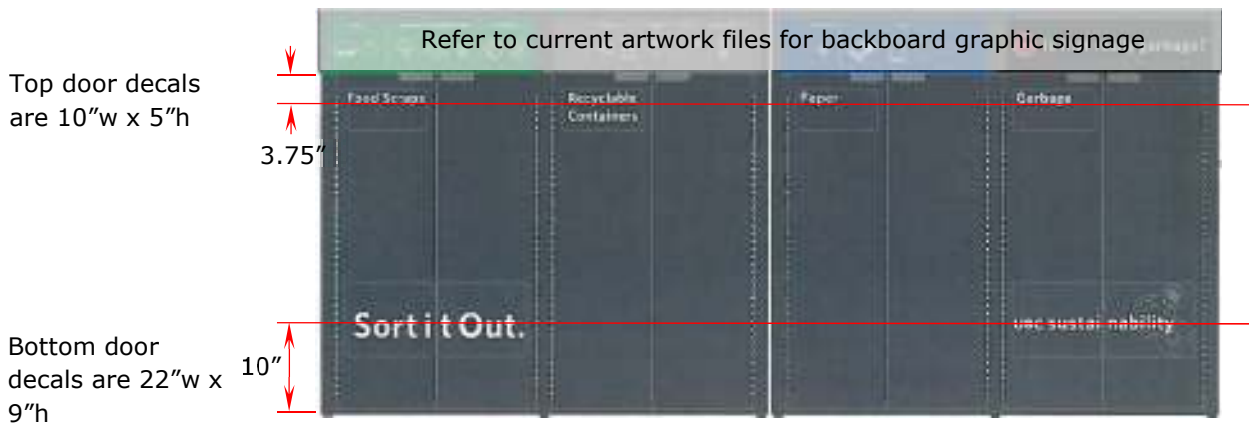 Refer to current artwork files for backboard graphic signage
garbage?
Top door decals
are 10”w x 5”h
3.75”
Food Scraps
Recyclable
Containers
Paper
Garbage
Sort it Out.
sustainability
Bottom door
decals are 22”w x
9”h
10”